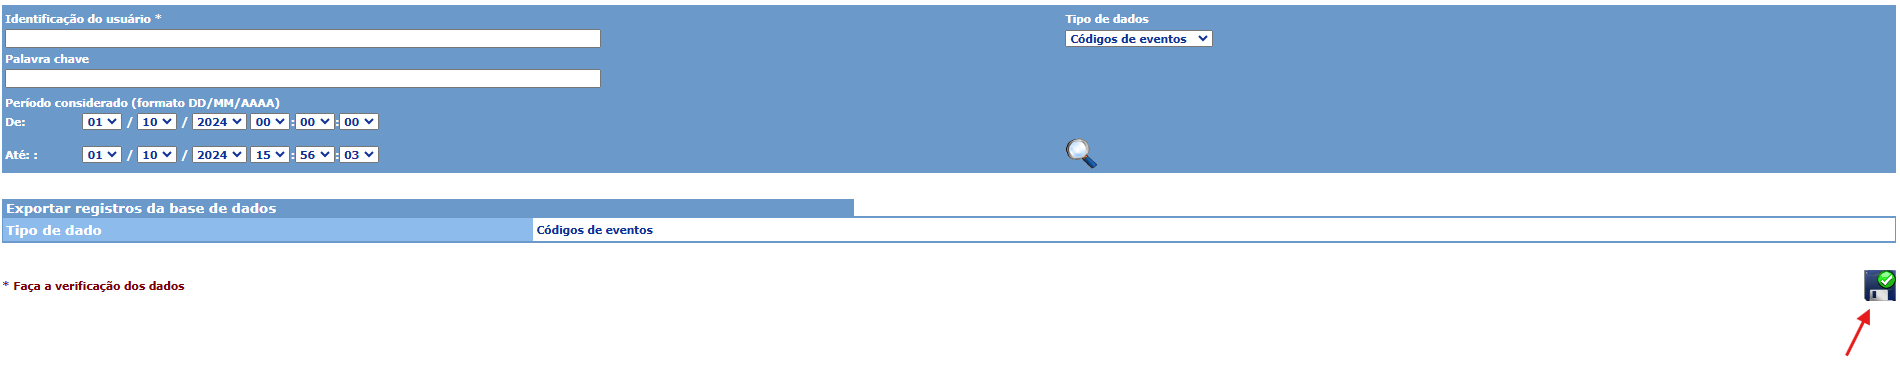 Identificação do usuário *
Tipo de dados
Códigos de eventos
Palavra chave
Período considerado (formato DD/MM/AAAA)
De: 01 / 10 / 2024 00 : 00 : 00
Até: : 01 / 10 / 2024 15 : 56 : 03
Exportar registros da base de dados
Tipo de dado Códigos de eventos
* Faça a verificação dos dados